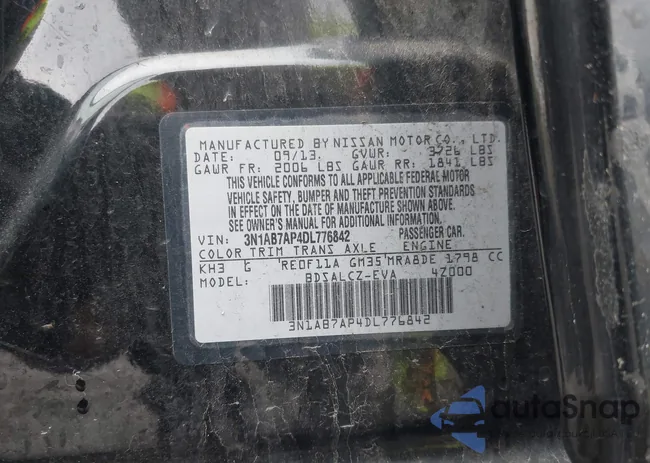 MANUFACTURED BY NISSAN MOTOR CO., LTD.
DATE: 09/13. GVWR: 3726 LBS
GAWR FR: 2006 LBS GAWR RR: 1841 LBS
THIS VEHICLE CONFORMS TO ALL APPLICABLE FEDERAL MOTOR
VEHICLE SAFETY, BUMPER AND THEFT PREVENTION STANDARDS
IN EFFECT ON THE DATE OF MANUFACTURE SHOWN ABOVE.
SEE OWNER'S MANUAL FOR ADDITIONAL INFORMATION.
VIN: 3N1AB7AP4DL776842 PASSENGER CAR.
COLOR TRIM TRANS AXLE ENGINE
KH3 G RE0F11A GM35 MRA8DE 1798 CC
MODEL: BDSALCZ-EVA 4Z000
3N1AB7AP4DL776842
autoSnap